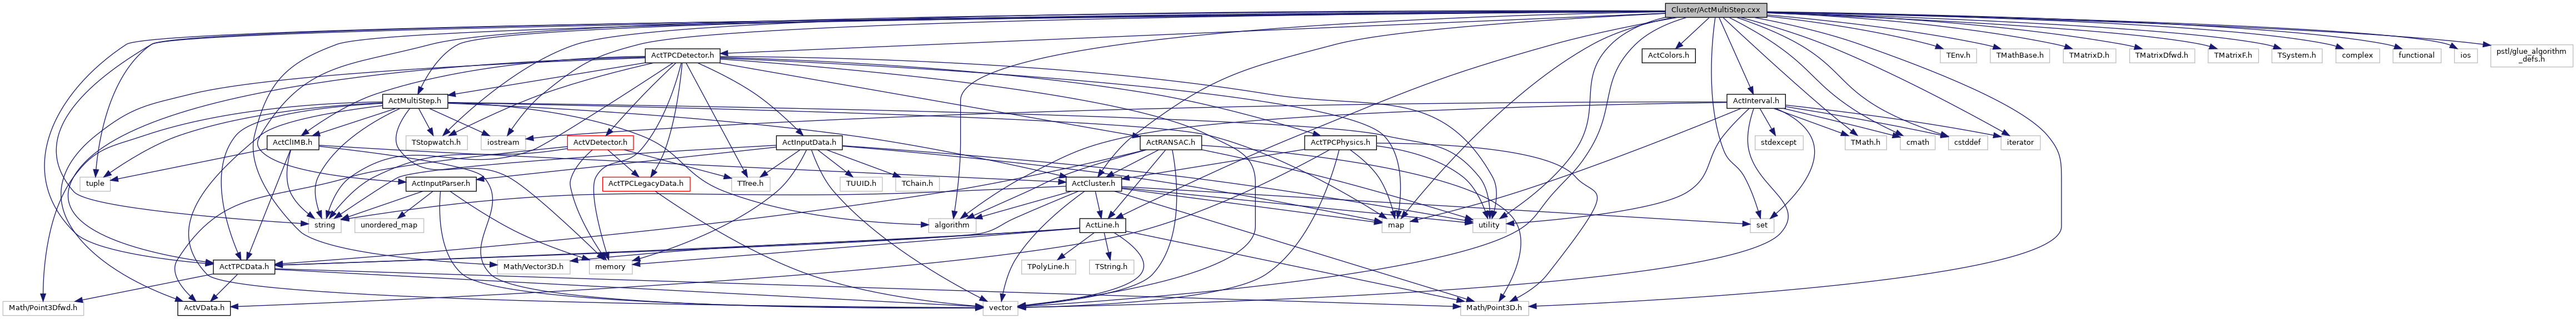 Cluster/ActMultiStep.cxx
ActTPCDetector.h
ActColors.h
TEnv.h
TMathBase.h
TMatrixD.h
TMatrixDfwd.h
TMatrixF.h
TSystem.h
complex
functional
ios
pstl/glue_algorithm
_defs.h
ActMultiStep.h
ActInterval.h
ActCIIMB.h
TStopwatch.h
iostream
ActVDetector.h
ActInputData.h
ActRANSAC.h
ActTPCPhysics.h
stdexcept
TMath.h
cmath
cstddef
iterator
tuple
ActInputParser.h
ActTPCLegacyData.h
TTree.h
TUUID.h
TChain.h
ActCluster.h
string
unordered_map
algorithm
ActLine.h
map
utility
set
ActTPCData.h
Math/Vector3D.h
memory
TPolyLine.h
TString.h
Math/Point3Dfwd.h
ActVData.h
vector
Math/Point3D.h